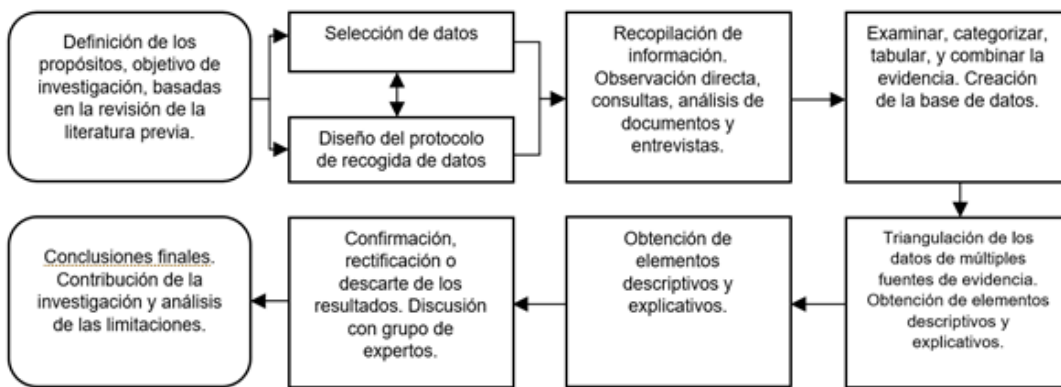 Definición de los
propósitos, objetivo de
investigación, basadas
en la revisión de la
literatura previa.
Selección de datos
Diseño del protocolo
de recogida de datos
Recopilación de
información.
Observación directa,
consultas, análisis de
documentos y
entrevistas.
Examinar, categorizar,
tabular, y combinar la
evidencia. Creación
de la base de datos.
Triangulación de los
datos de múltiples
fuentes de evidencia.
Obtención de elementos
descriptivos y
explicativos.
Obtención de
elementos
descriptivos y
explicativos.
Confirmación,
rectificación o
descarte de los
resultados. Discusión
con grupo de
expertos.
Conclusiones finales.
Contribución de la
investigación y análisis
de las limitaciones.